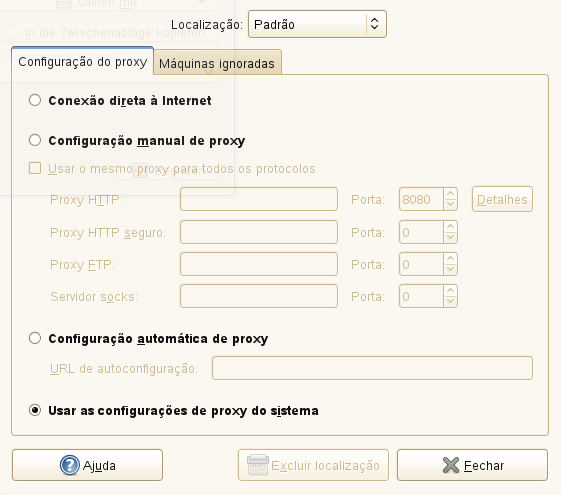 Öffnen mit
Localização: Padrão
In die Zwischenablage kopieren
Configuração do proxy Máquinas ignoradas
Conexão direta à Internet
Configuração manual de proxy
Usar o mesmo proxy para todos os protocolos
Proxy HTTP: Porta: 8080 Detalhes
Proxy HTTP seguro: Porta: 0
Proxy FTP: Porta: 0
Servidor socks: Porta: 0
Configuração automática de proxy
URL de autoconfiguração:
Usar as configurações de proxy do sistema
Ajuda Excluir localização Fechar